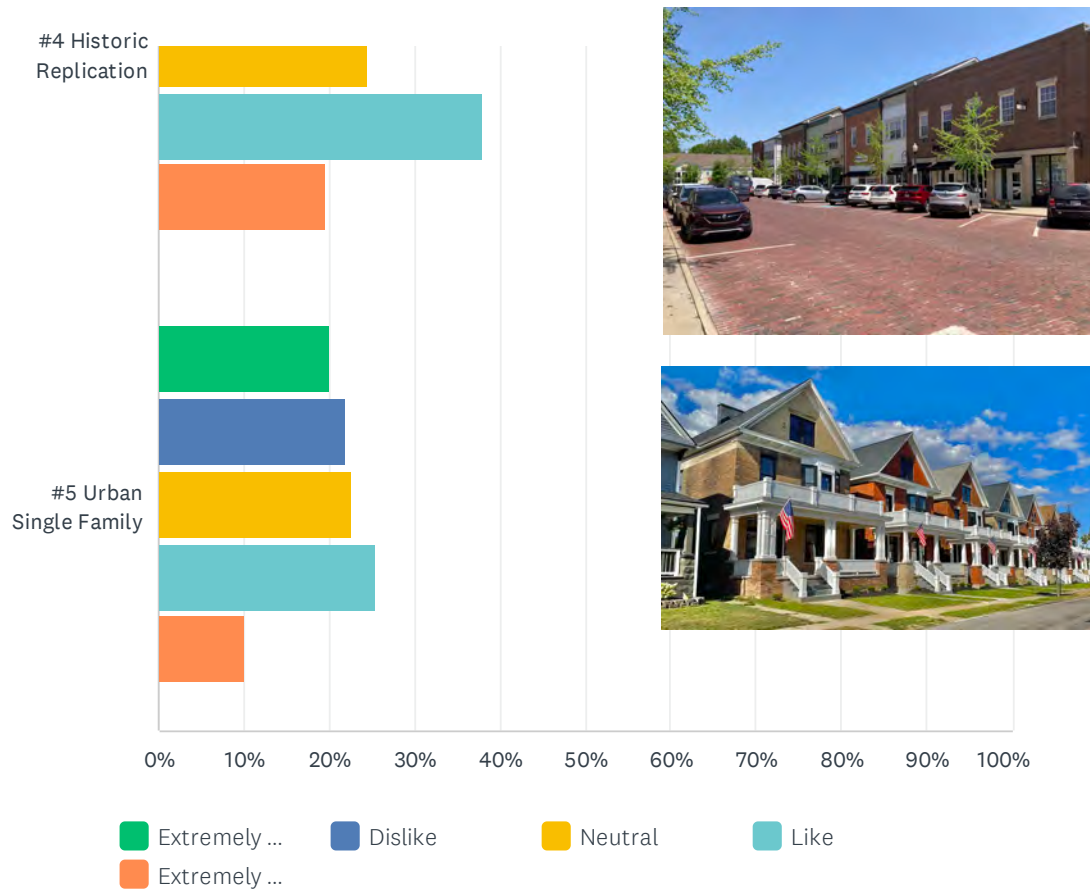 #4 Historic
Replication
#5 Urban
Single Family
0% 10% 20% 30% 40% 50% 60% 70% 80% 90% 100%
Extremely ... Dislike Neutral Like
Extremely ...